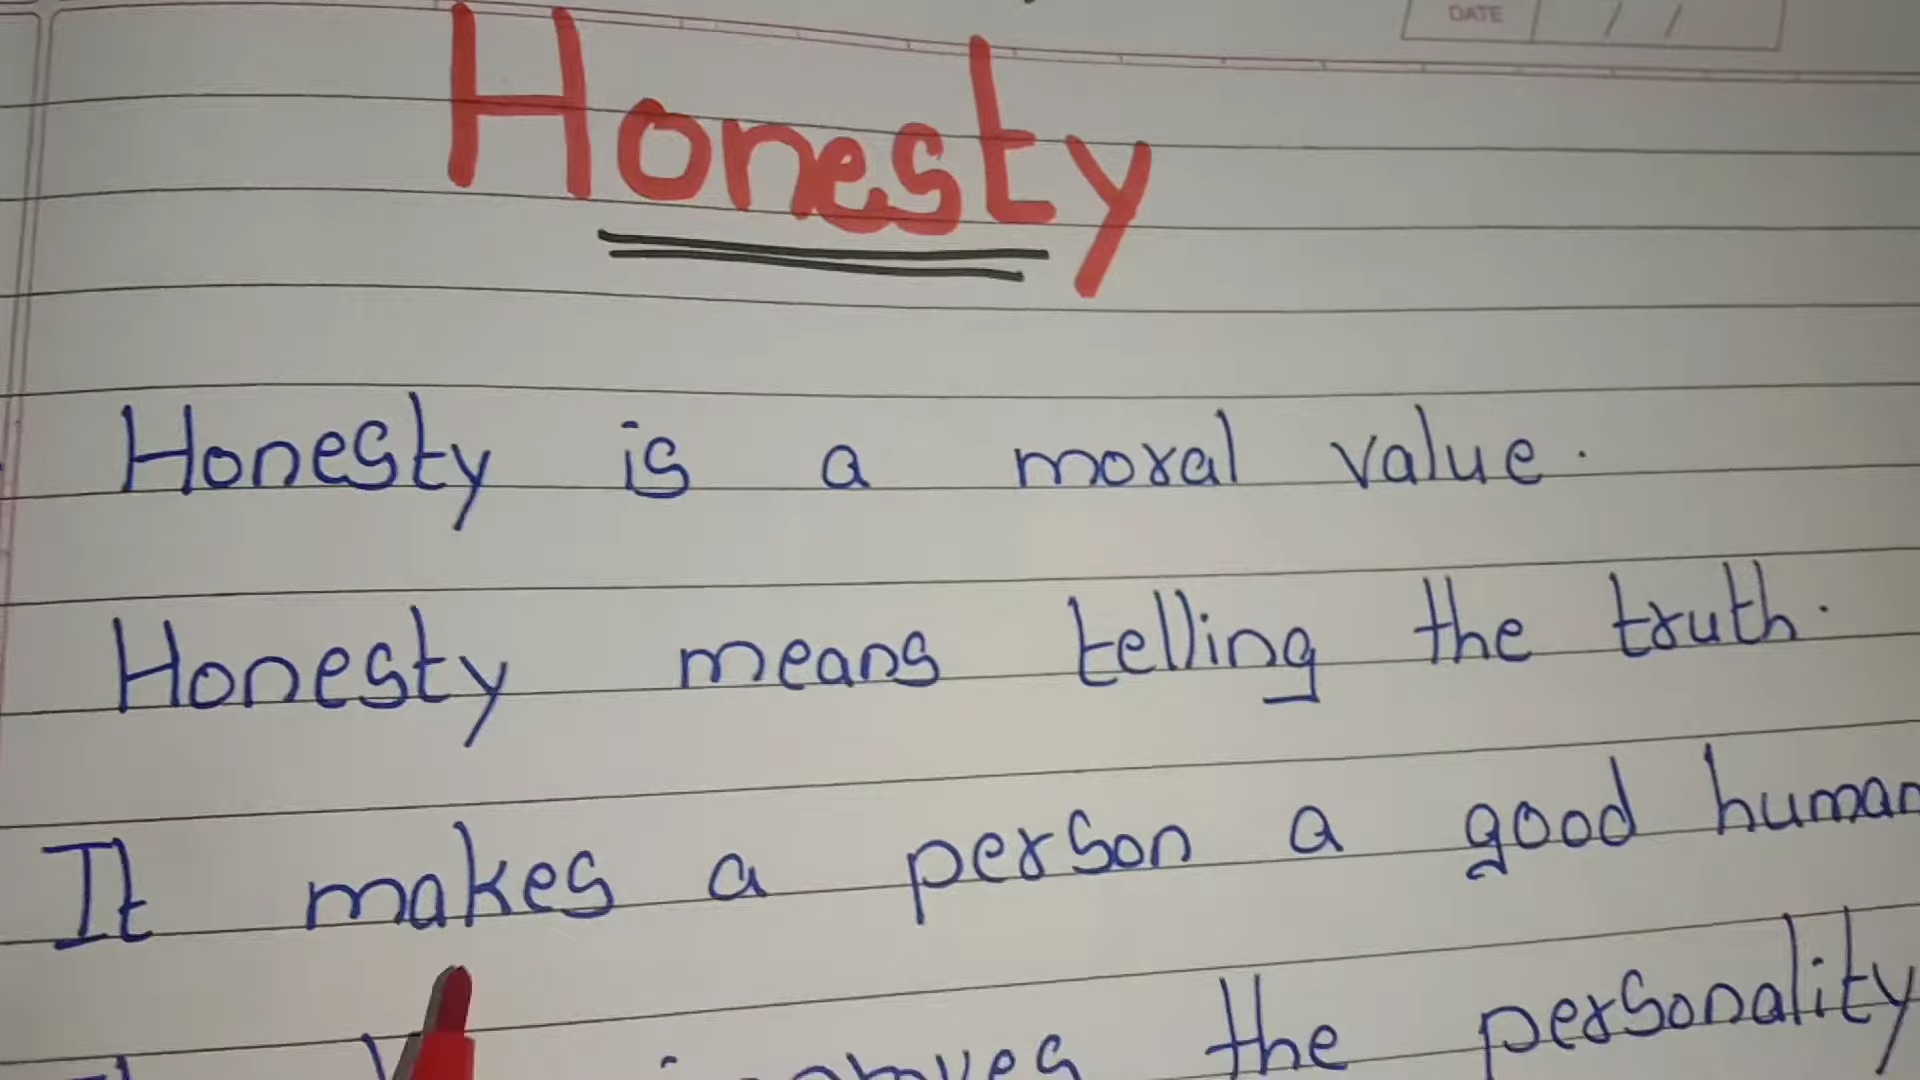 DATE / /
Honesty
Honesty is a moral value.
Honesty means telling the truth.
It makes a person a good human
the personality